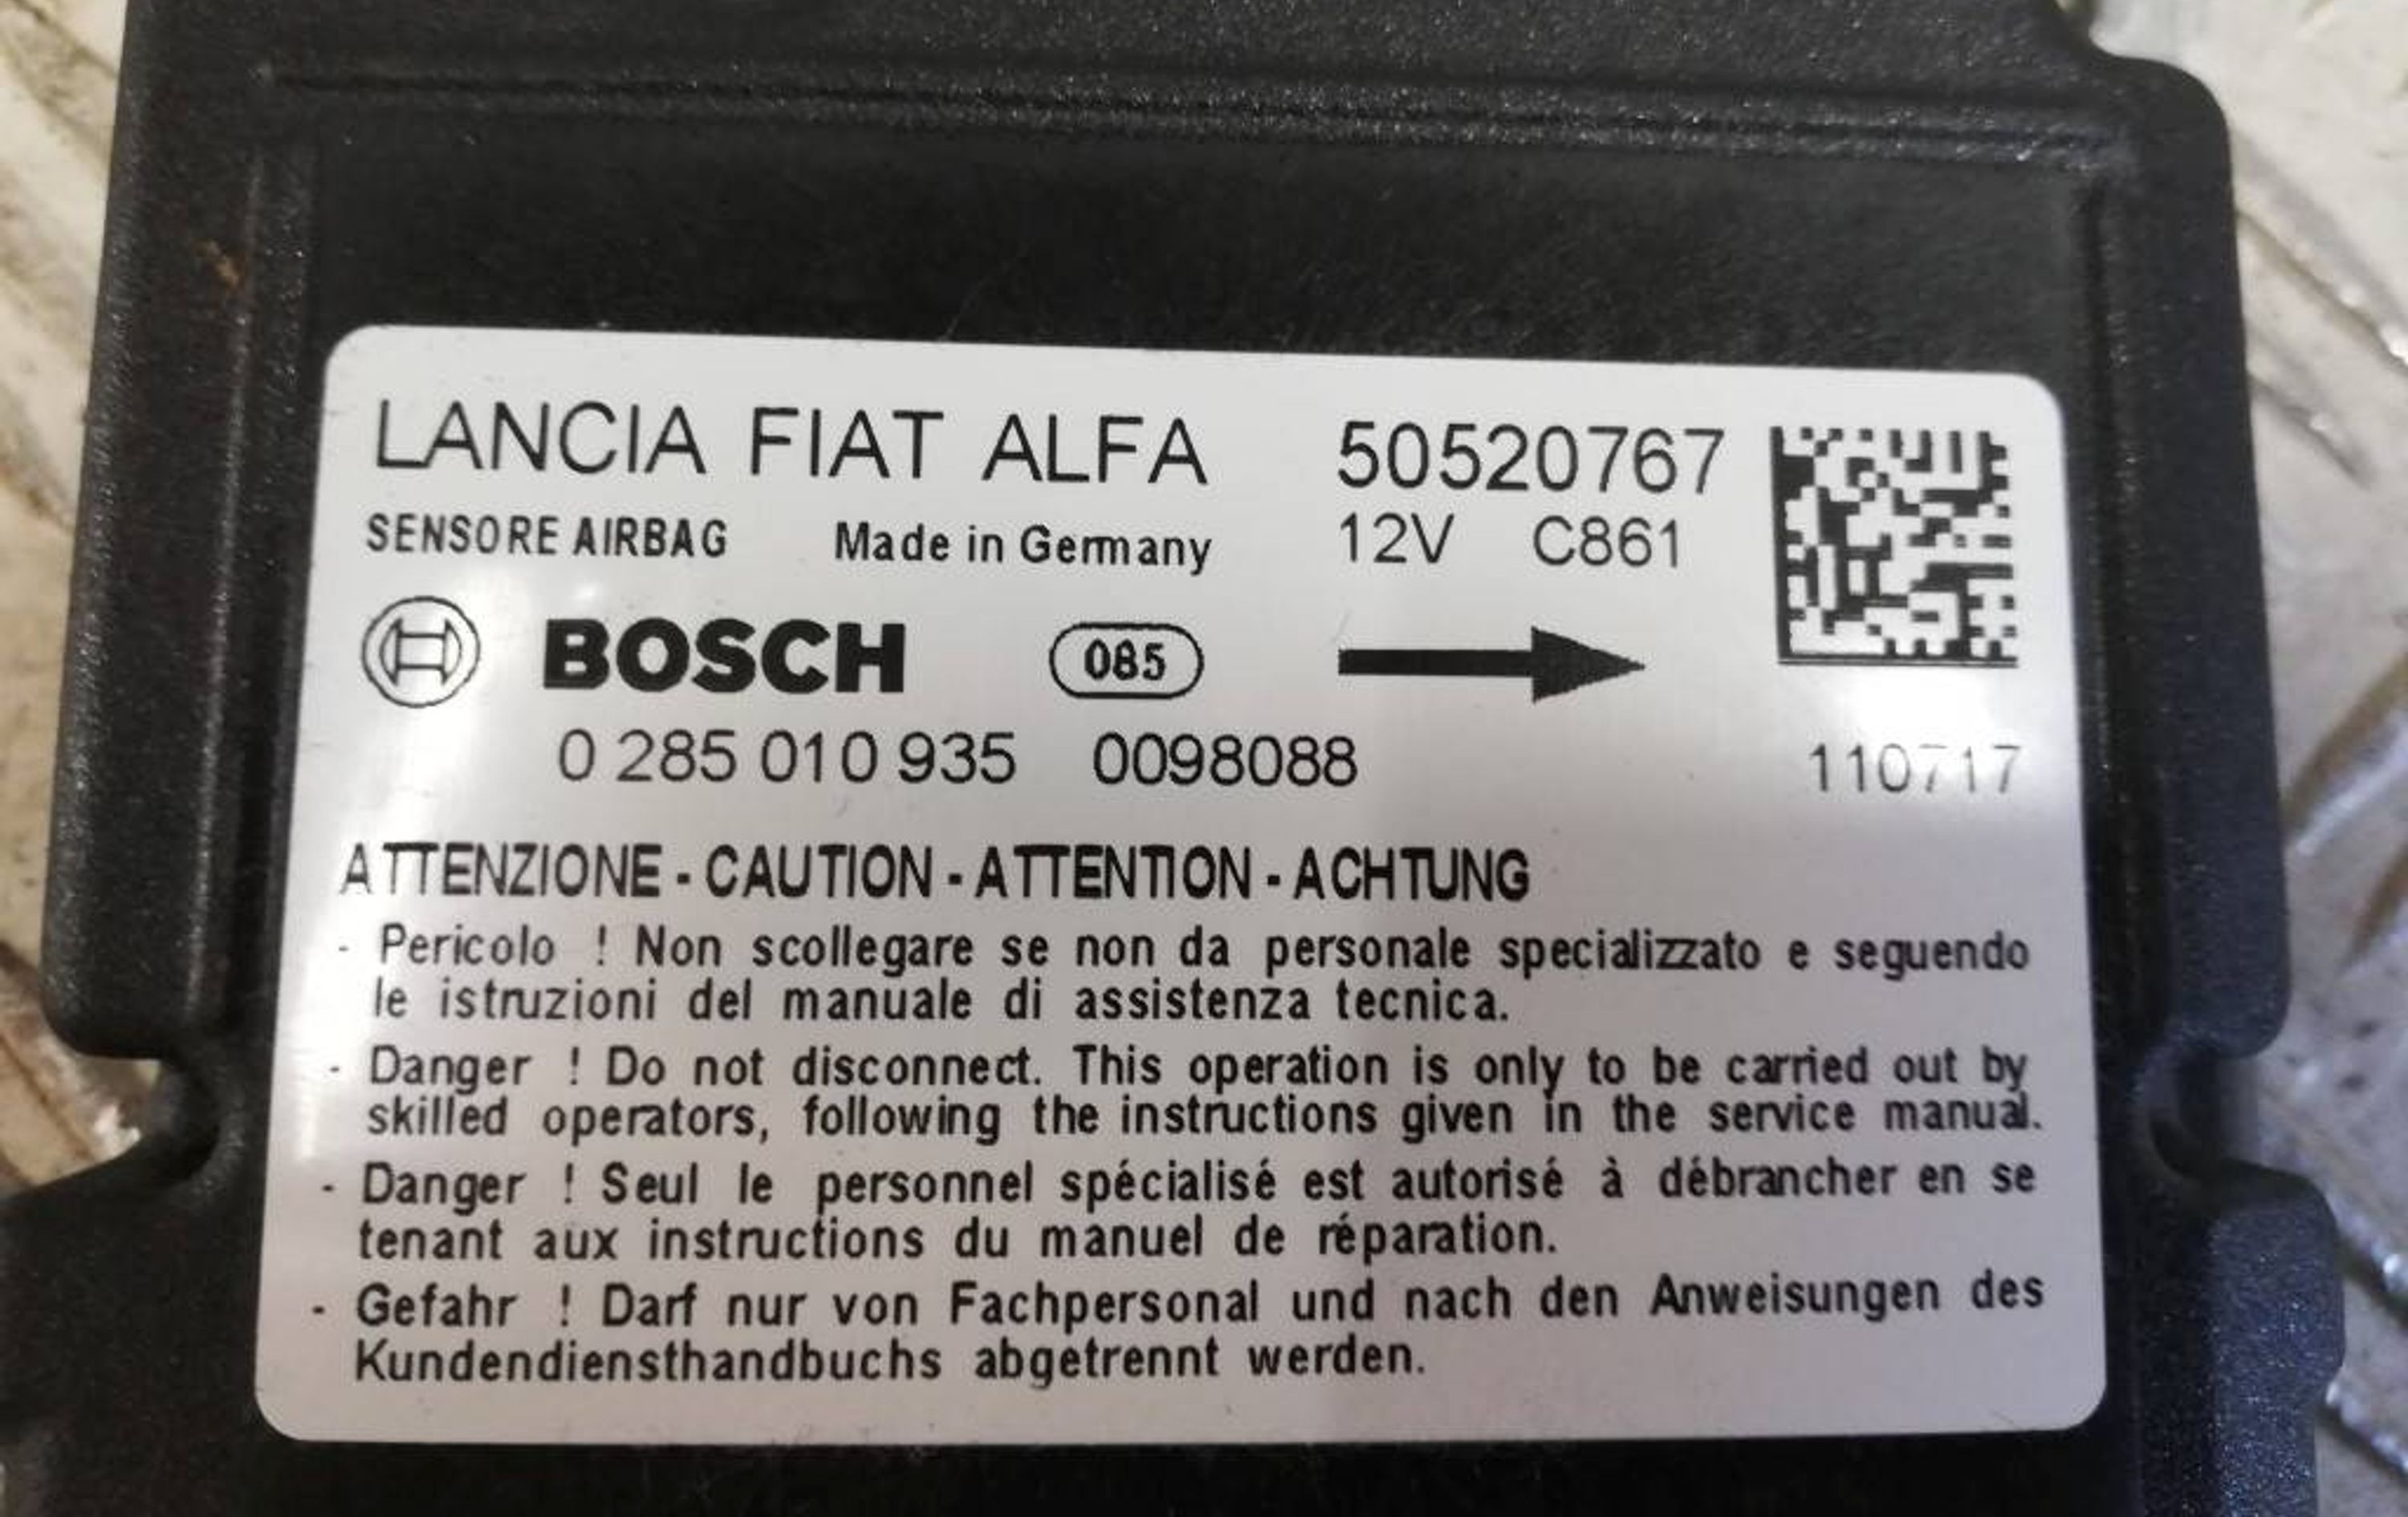 LANCIA FIAT ALFA 50520767
SENSORE AIRBAG Made in Germany 12V C861
BOSCH 085
0 285 010 935 0098088 110717
ATTENZIONE - CAUTION - ATTENTION - ACHTUNG
- Pericolo ! Non scollegare se non da personale specializzato e seguendo
le istruzioni del manuale di assistenza tecnica.
- Danger ! Do not disconnect. This operation is only to be carried out by
skilled operators, following the instructions given in the service manual.
- Danger ! Seul le personnel spécialisé est autorisé à débrancher en se
tenant aux instructions du manuel de réparation.
- Gefahr ! Darf nur von Fachpersonal und nach den Anweisungen des
Kundendiensthandbuchs abgetrennt werden.